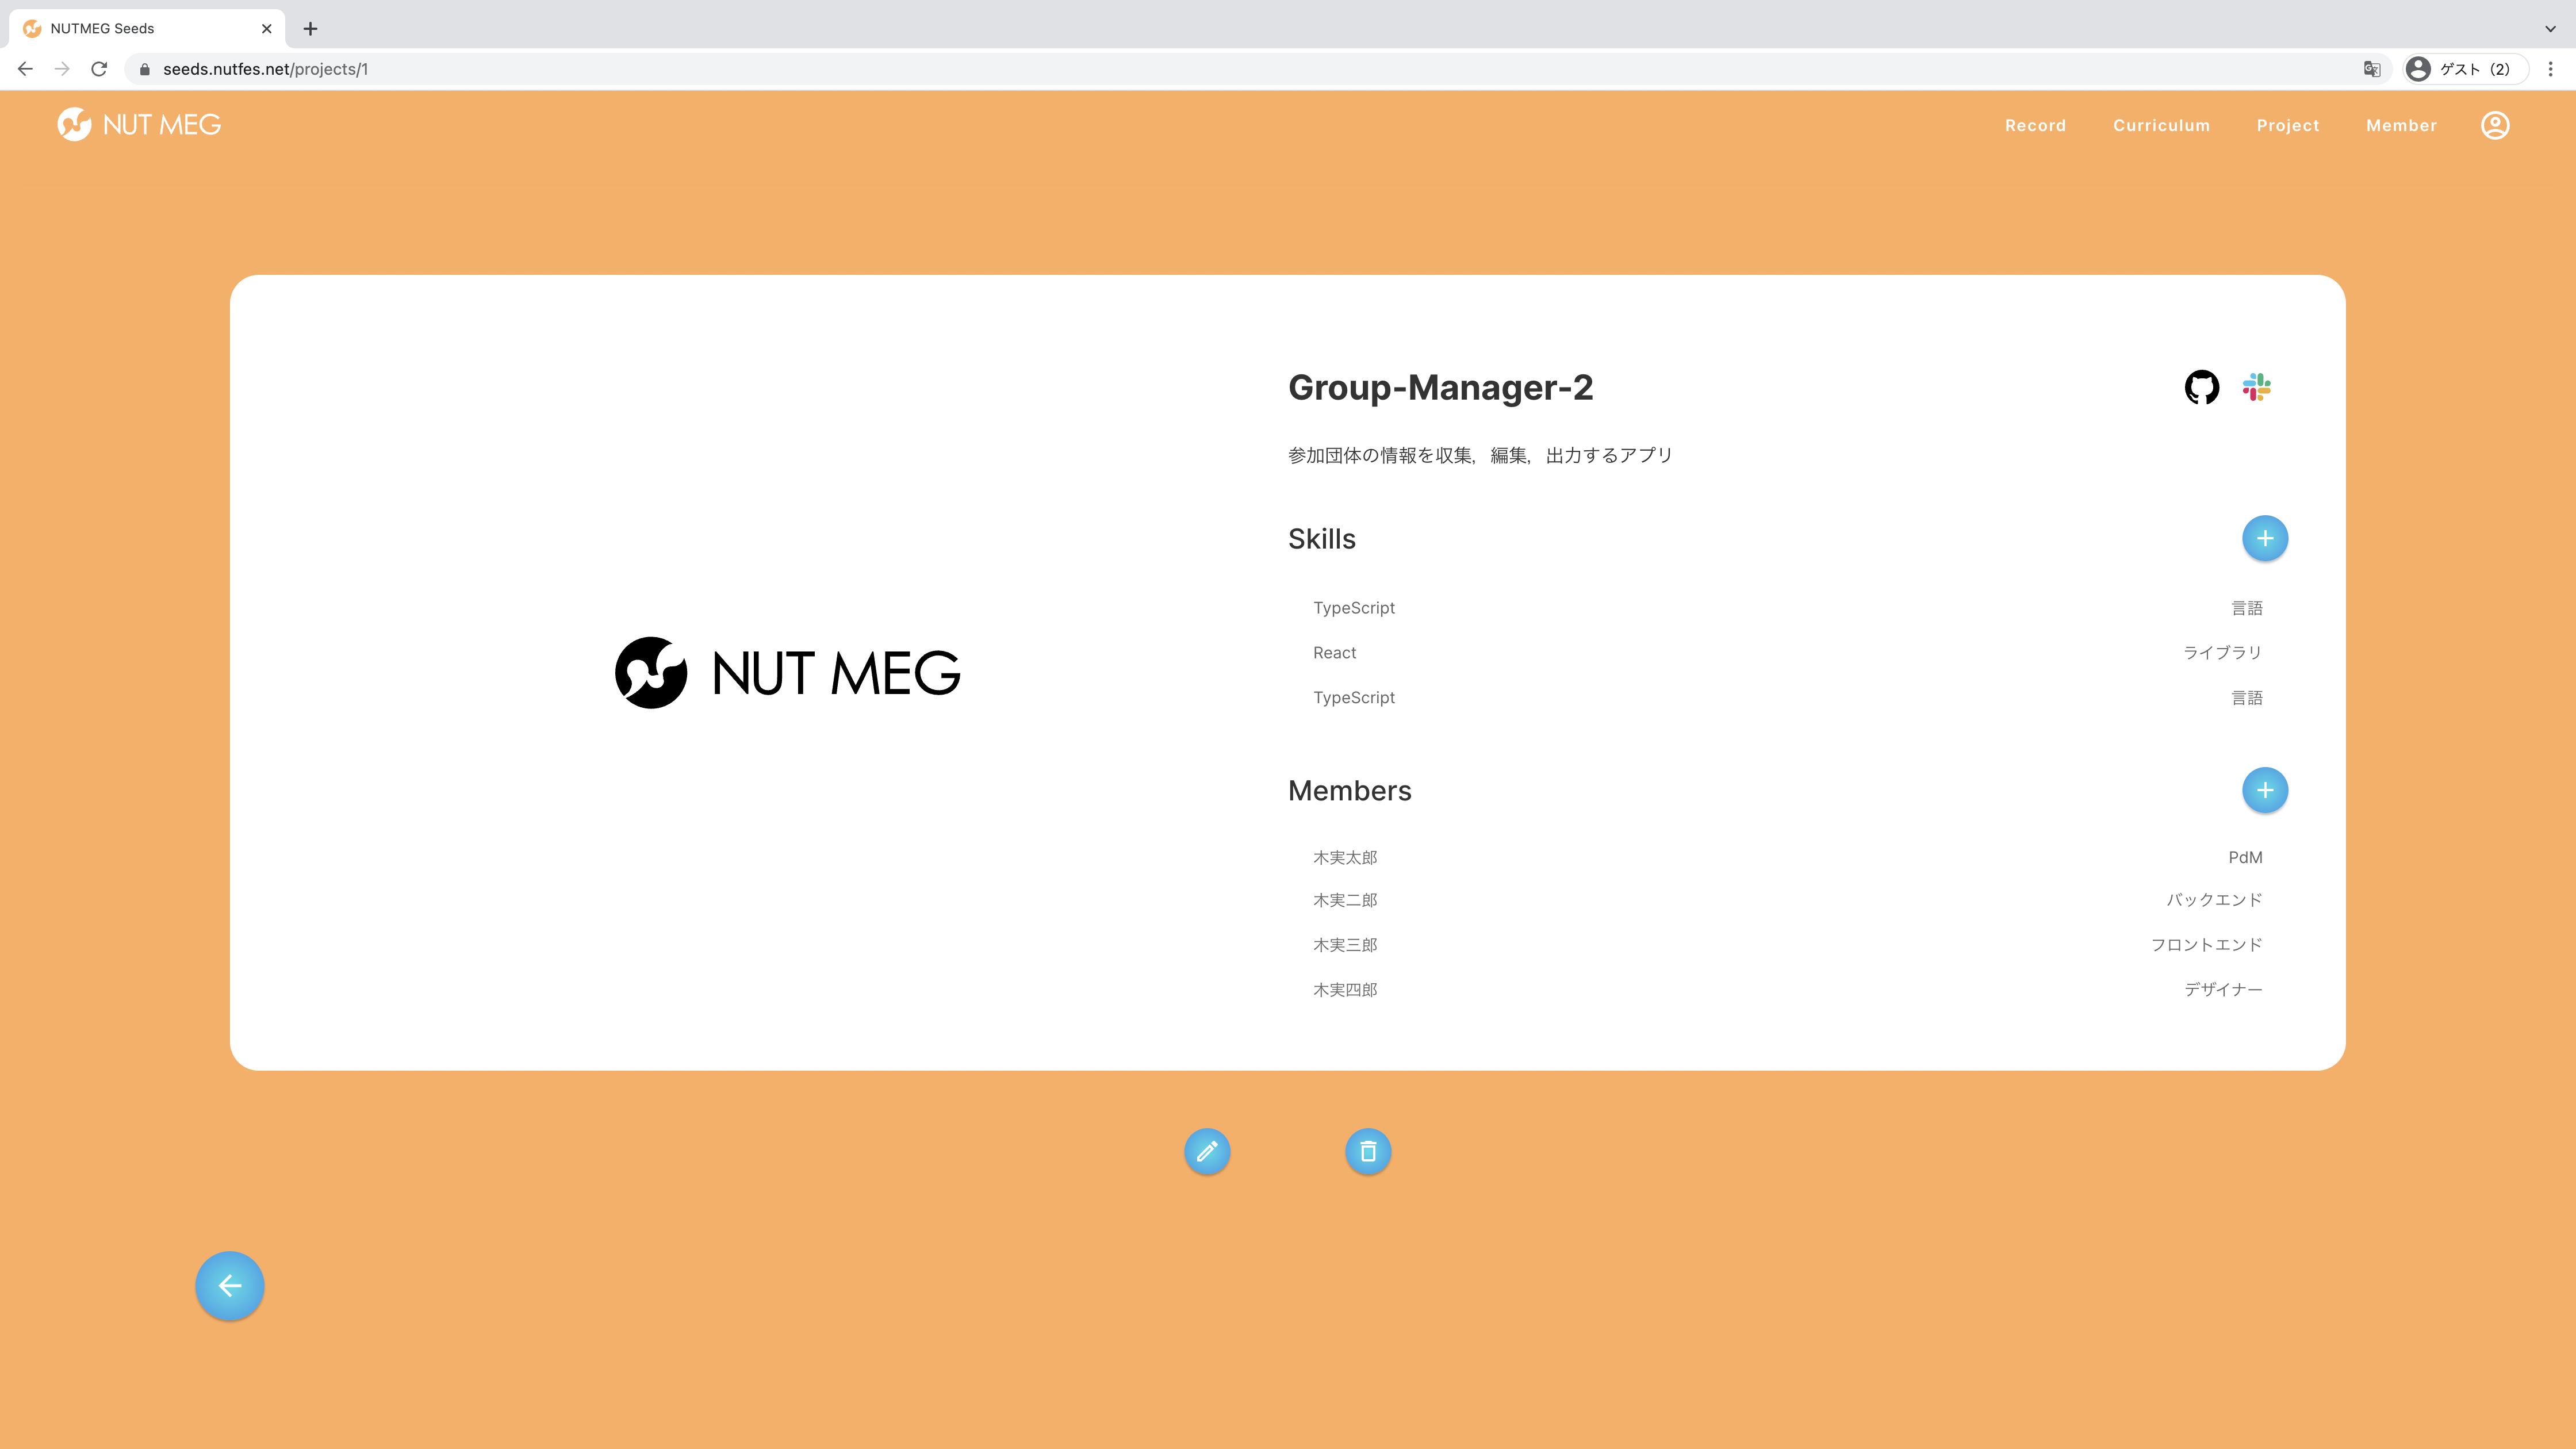 NUTMEG Seeds
seeds.nutfes.net/projects/1
ゲスト（2）
NUT MEG
Record
Curriculum
Project
Member
NUT MEG
Group-Manager-2
参加団体の情報を収集，編集，出力するアプリ
Skills
TypeScript 言語
React ライブラリ
TypeScript 言語
Members
木実太郎 PdM
木実二郎 バックエンド
木実三郎 フロントエンド
木実四郎 デザイナー